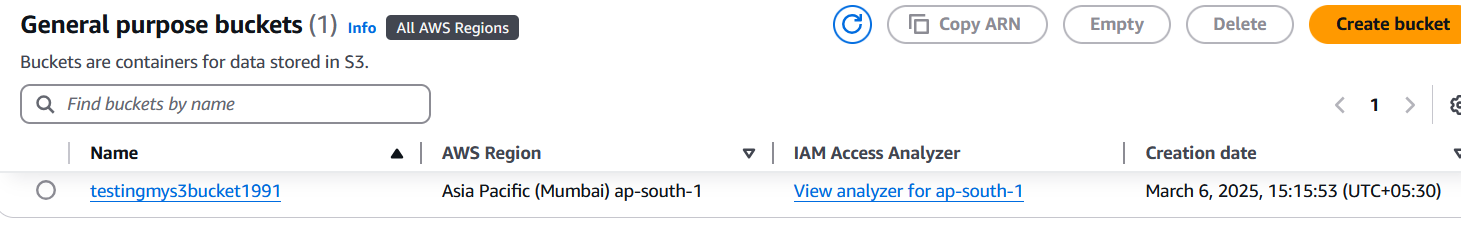 General purpose buckets (1) Info All AWS Regions Copy ARN Empty Delete Create bucket
Buckets are containers for data stored in S3.
Find buckets by name 1
Name AWS Region IAM Access Analyzer Creation date
testingmys3bucket1991 Asia Pacific (Mumbai) ap-south-1 View analyzer for ap-south-1 March 6, 2025, 15:15:53 (UTC+05:30)